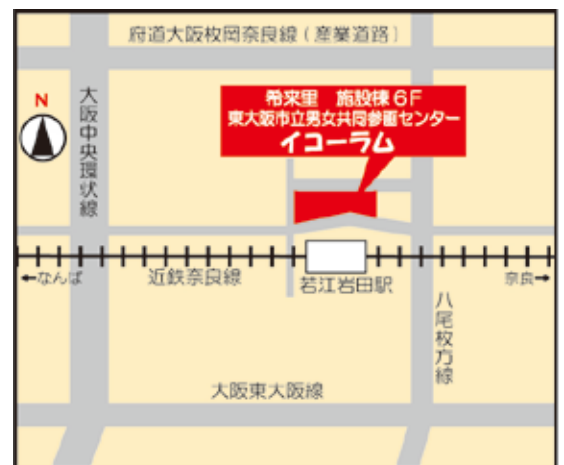 府道大阪枚岡奈良線（産業道路）
N
大阪中央環状線
希来里　施設棟６F
東大阪市立男女共同参画センター
イコーラム
←なんば
近鉄奈良線
若江岩田駅
奈良→
八尾枚方線
大阪東大阪線